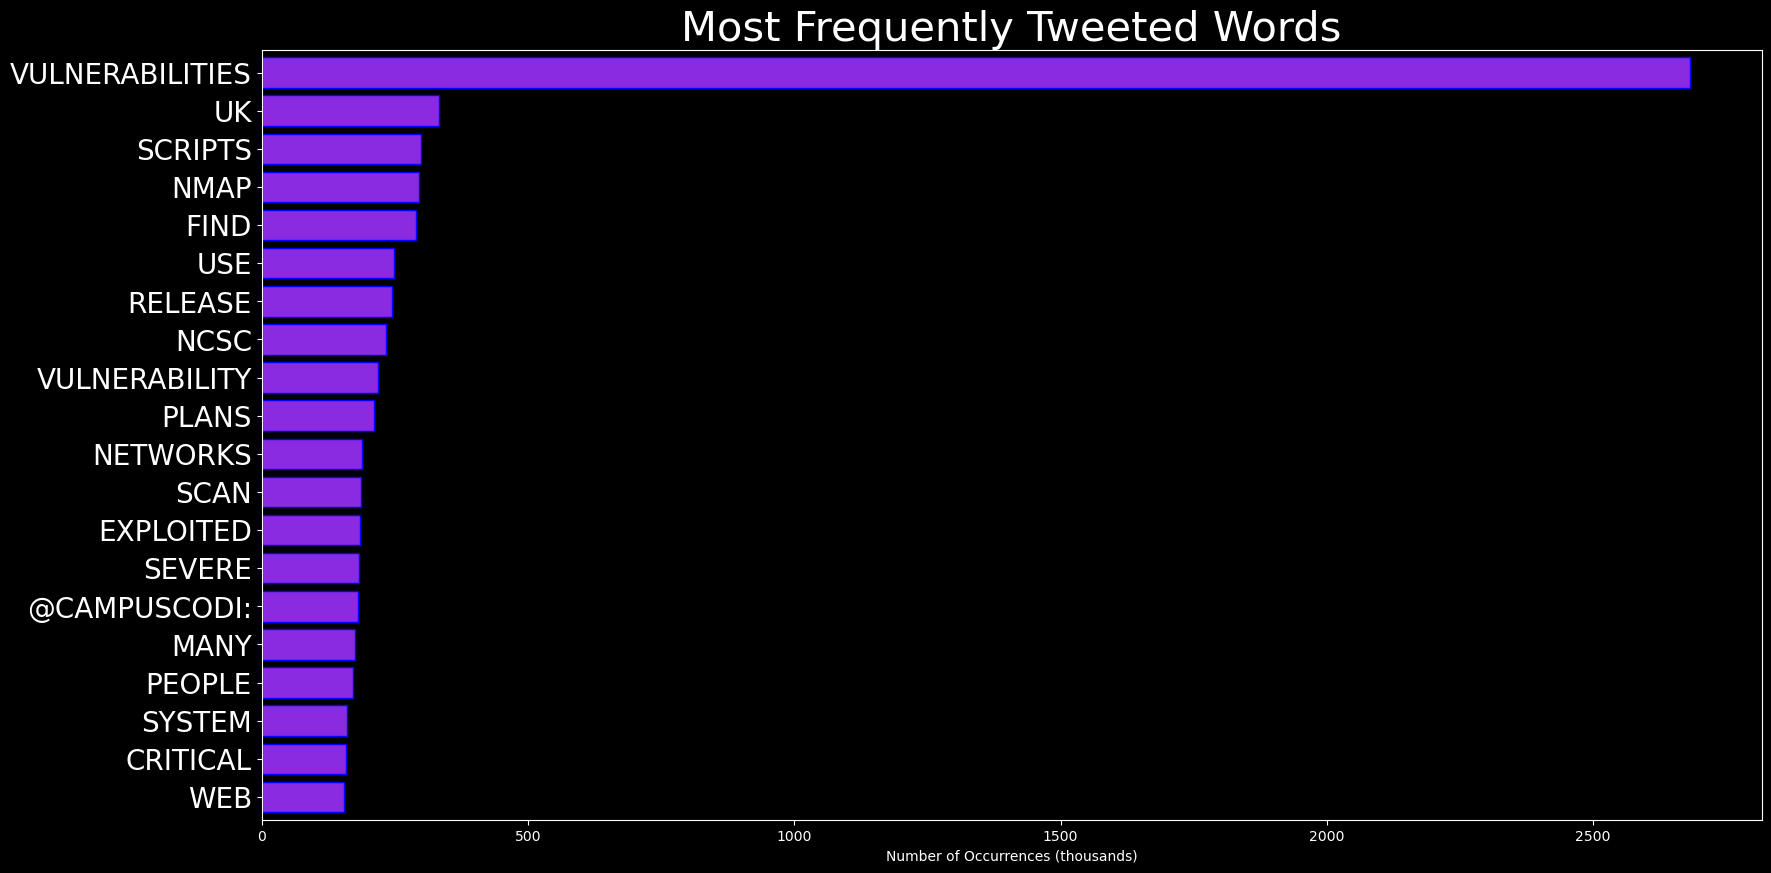 Most Frequently Tweeted Words
VULNERABILITIES
UK
SCRIPTS
NMAP
FIND
USE
RELEASE
NCSC
VULNERABILITY
PLANS
NETWORKS
SCAN
EXPLOITED
SEVERE
@CAMPUSCODI:
MANY
PEOPLE
SYSTEM
CRITICAL
WEB
0 500 1000 1500 2000 2500
Number of Occurrences (thousands)